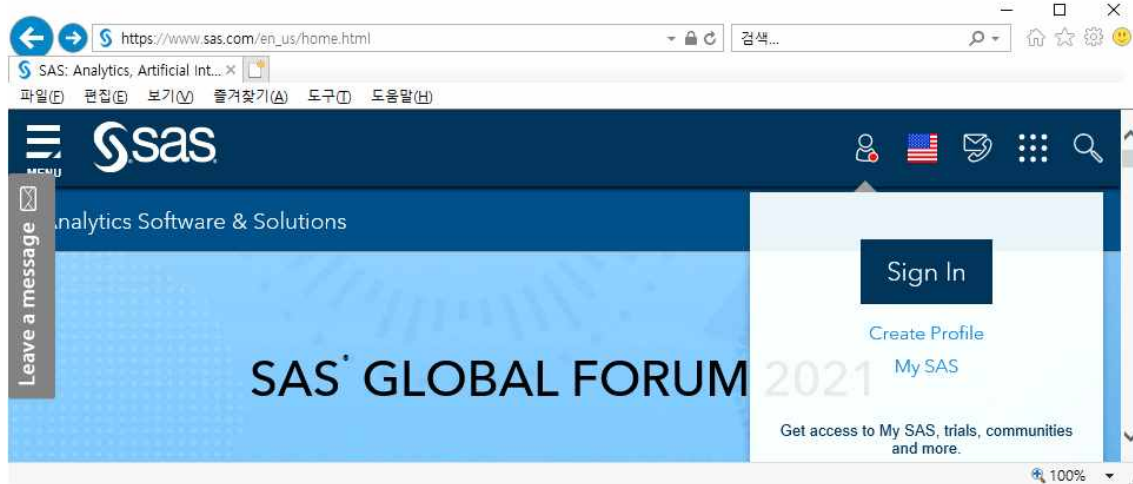 https://www.sas.com/en_us/home.html
검색...
SAS: Analytics, Artificial Int...
파일(F) 편집(E) 보기(V) 즐겨찾기(A) 도구(T) 도움말(H)
MENU
sas
Leave a message
Analytics Software & Solutions
Sign In
Create Profile
My SAS
SAS® GLOBAL FORUM 2021
Get access to My SAS, trials, communities
and more.
100%